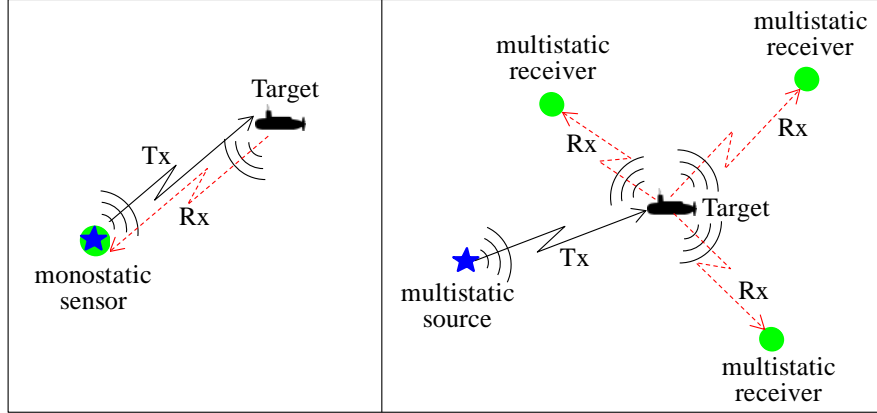 Target
Tx
Rx
monostatic
sensor
multistatic
receiver
multistatic
receiver
Rx
Rx
Target
Tx
multistatic
source
Rx
multistatic
receiver